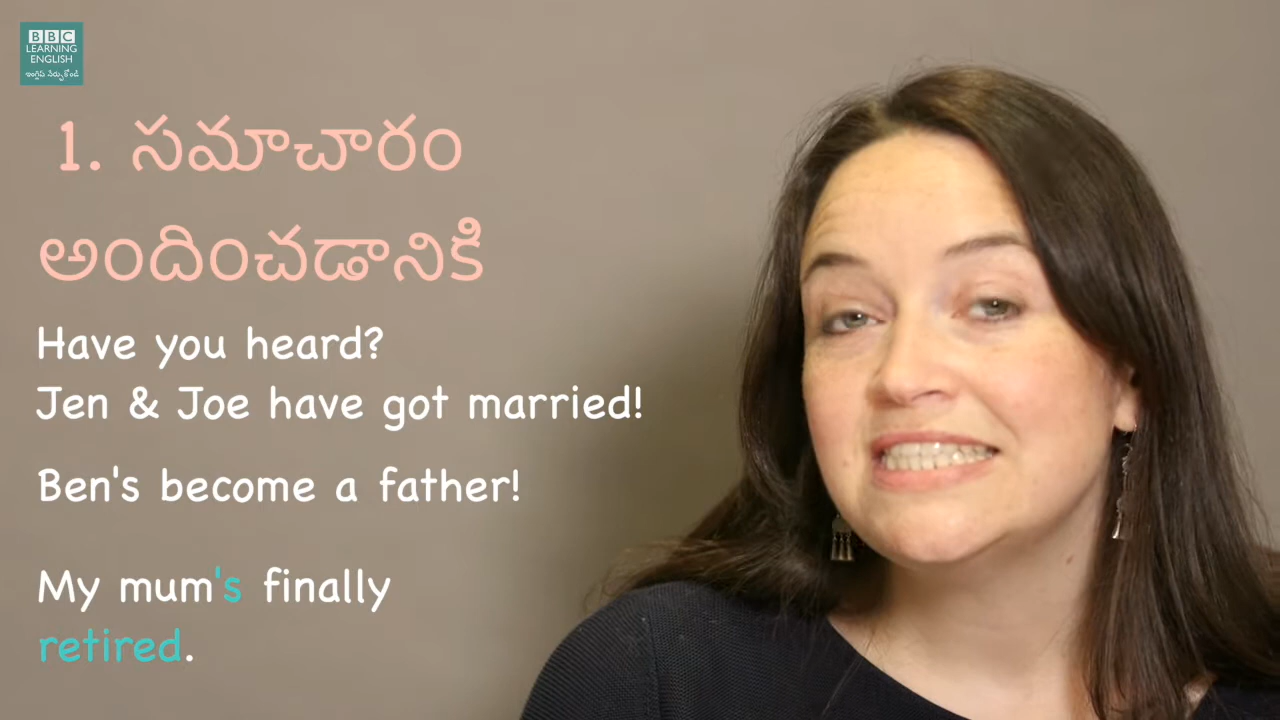 BBC
LEARNING
ENGLISH
ఇంగ్లిష్ నేర్చుకోండి
1. సమాచారం
అందించడానికి
Have you heard?
Jen & Joe have got married!
Ben's become a father!
My mum's finally
retired.